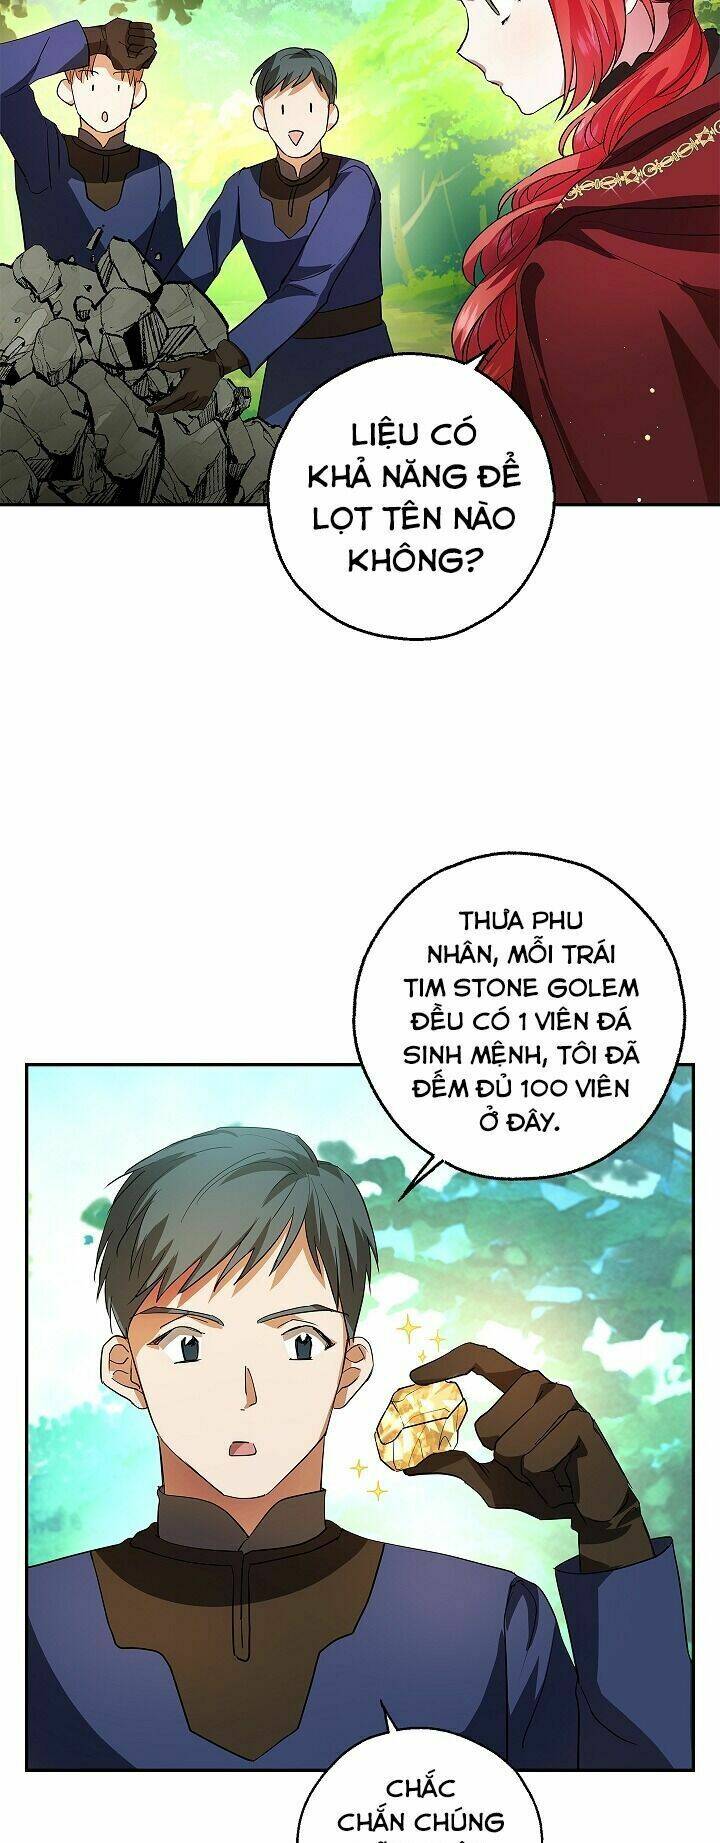 LIỆU CÓ
KHẢ NĂNG ĐỂ
LỌT TÊN NÀO
KHÔNG?
THƯA PHU
NHÂN, MỖI TRÁI
TIM STONE GOLEM
ĐỀU CÓ 1 VIÊN ĐÁ
SINH MỆNH, TÔI ĐÃ
ĐẾM ĐỦ 100 VIÊN
Ở ĐÂY.
CHẮC
CHẮN CHÚNG